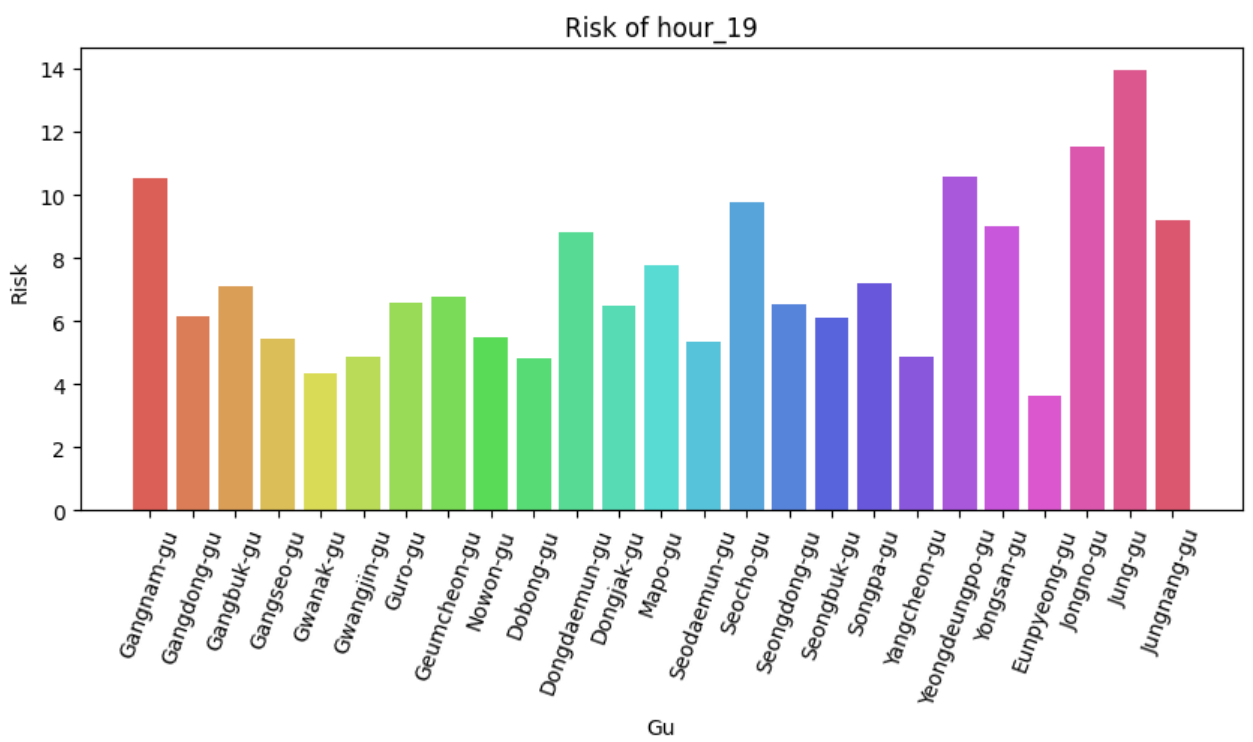 Risk of hour_19
Risk
14
12
10
8
6
4
2
0
Gangnam-gu
Gangdong-gu
Gangbuk-gu
Gangseo-gu
Gwanak-gu
Gwangjin-gu
Guro-gu
Geumcheon-gu
Nowon-gu
Dobong-gu
Dongdaemun-gu
Dongjak-gu
Mapo-gu
Seodaemun-gu
Seocho-gu
Seongdong-gu
Seongbuk-gu
Songpa-gu
Yangcheon-gu
Yeongdeungpo-gu
Yongsan-gu
Eunpyeong-gu
Jongno-gu
Jung-gu
Jungnang-gu
Gu